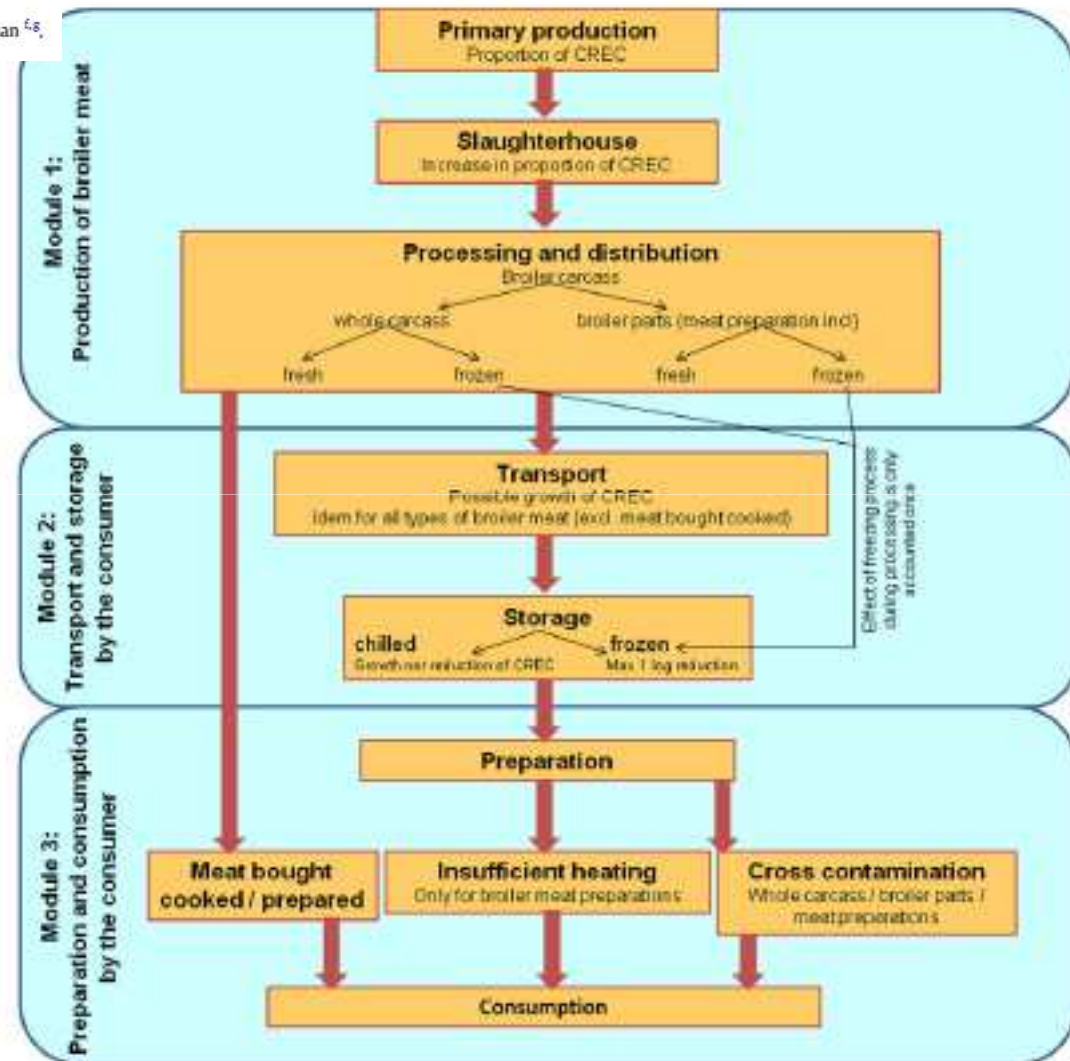 an f,g,
Primary production
Proportion of CREC
Slaughterhouse
Increase in proportion of CREC
Module 1:
Production of broiler meat
Processing and distribution
Broiler carcass
whole carcass
broiler parts (meat preparation incl)
fresh
frozen
fresh
frozen
Module 2:
Transport and storage
by the consumer
Transport
Possible growth of CREC
Idem for all types of broiler meat (excl. meat bought cooked)
Effect of freezing process
during processing is only
accounted once
Storage
chilled
frozen
Growth nor reduction of CREC
Max 1 log reduction
Module 3:
Preparation and consumption
by the consumer
Preparation
Meat bought
cooked / prepared
Insufficient heating
Only for broiler meat preparations
Cross contamination
Whole carcass / broiler parts /
meat preparations
Consumption